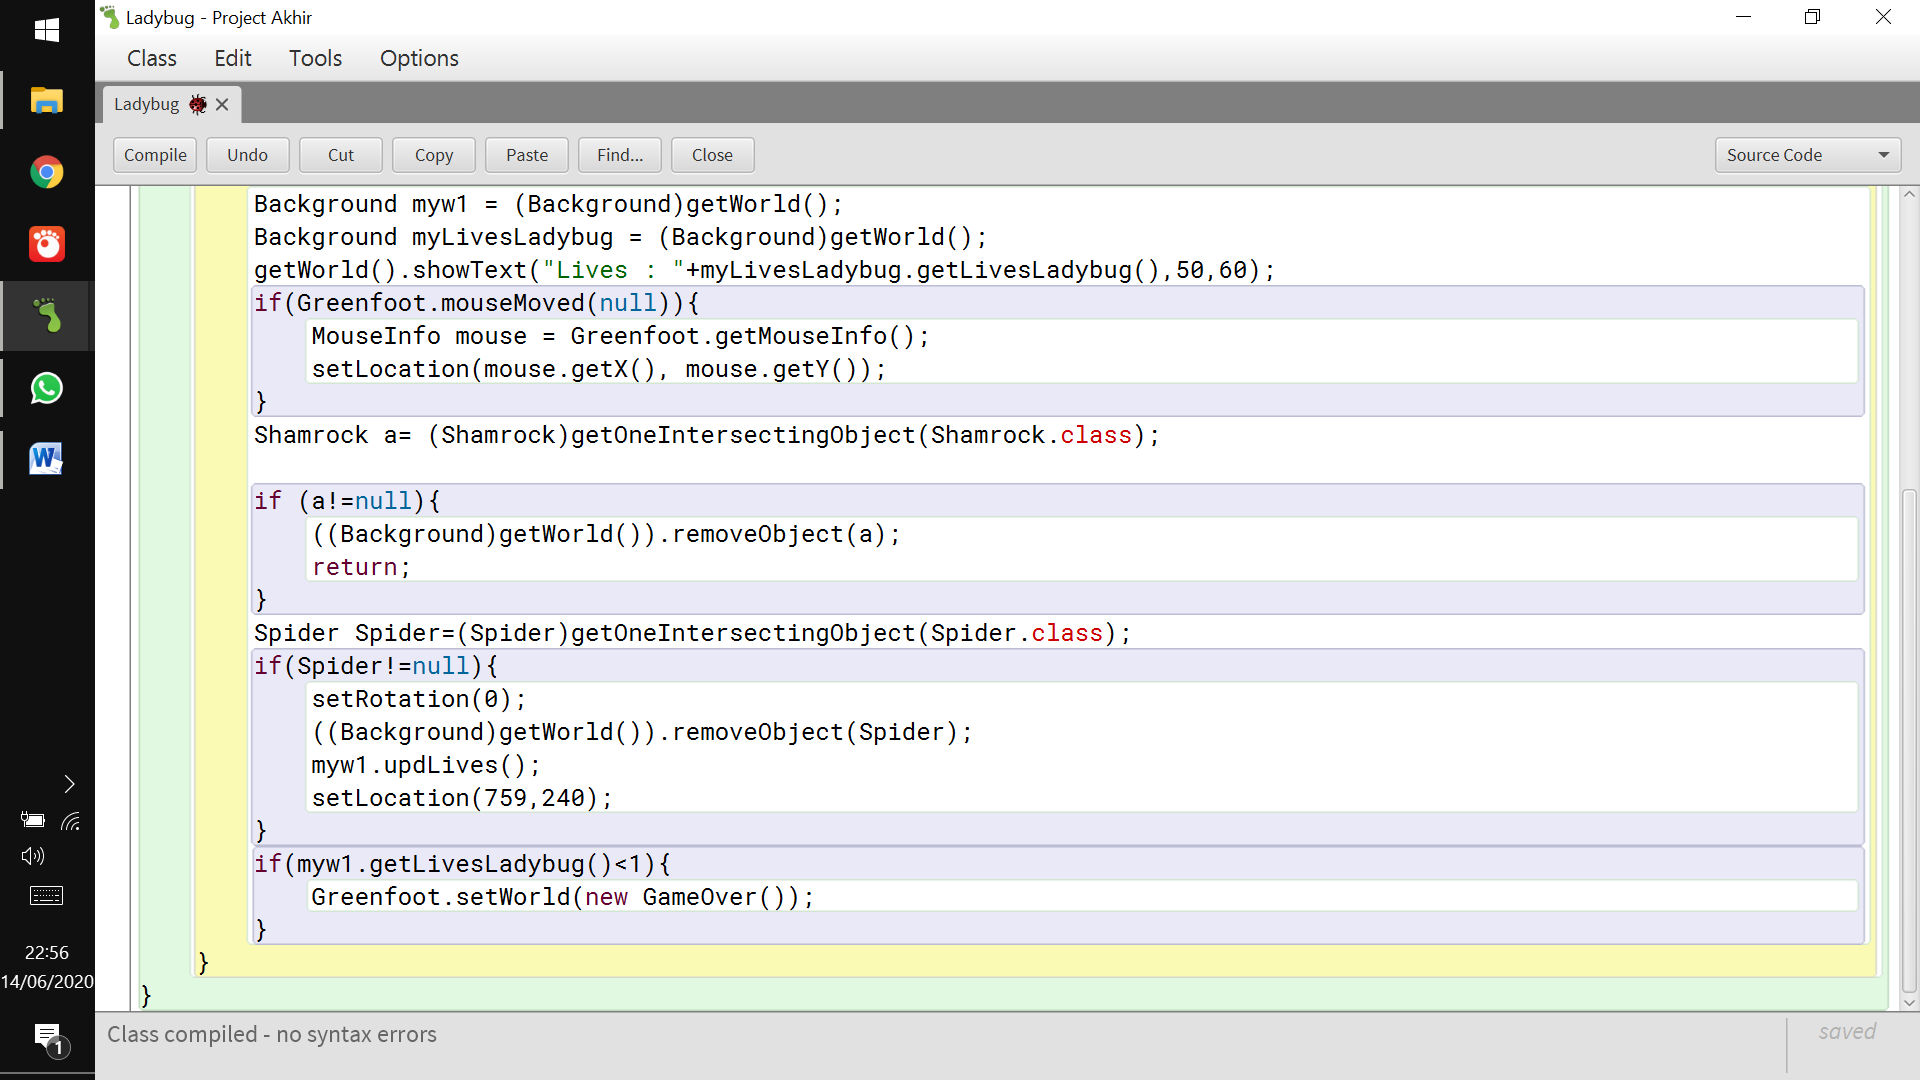 Ladybug - Project Akhir
Class Edit Tools Options
Ladybug
Compile Undo Cut Copy Paste Find... Close Source Code
Background myw1 = (Background)getWorld();
Background myLivesLadybug = (Background)getWorld();
getWorld().showText("Lives : "+myLivesLadybug.getLivesLadybug(),50,60);
if(Greenfoot.mouseMoved(null)){
MouseInfo mouse = Greenfoot.getMouseInfo();
setLocation(mouse.getX(), mouse.getY());
}
Shamrock a= (Shamrock)getOneIntersectingObject(Shamrock.class);
if (a!=null){
((Background)getWorld()).removeObject(a);
return;
}
Spider Spider=(Spider)getOneIntersectingObject(Spider.class);
if(Spider!=null){
setRotation(0);
((Background)getWorld()).removeObject(Spider);
myw1.updLives();
setLocation(759,240);
}
if(myw1.getLivesLadybug()<1){
Greenfoot.setWorld(new GameOver());
}
}
}
Class compiled - no syntax errors
saved
W
22:56
14/06/2020
1